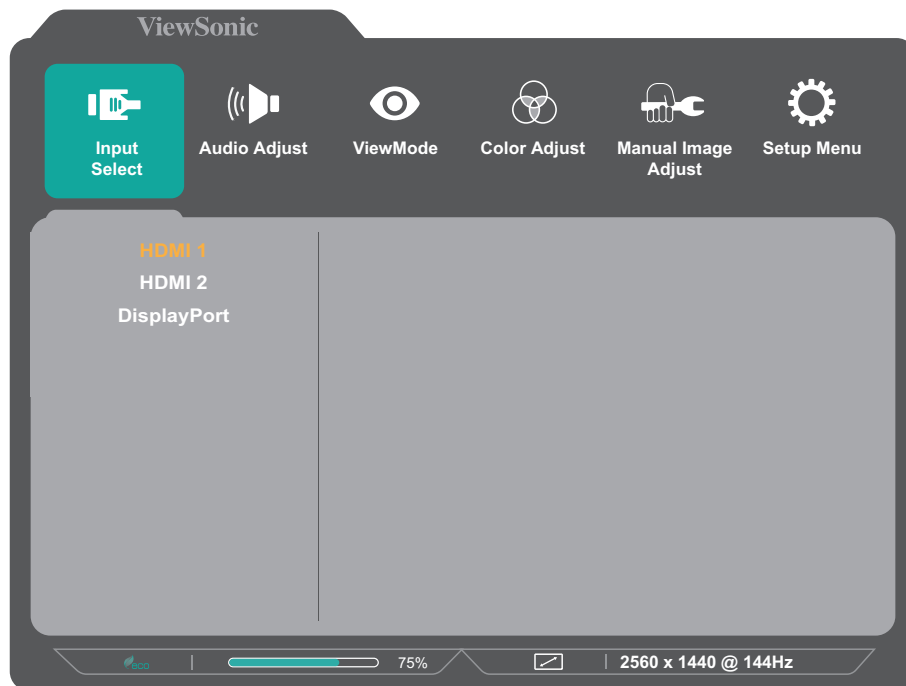 ViewSonic
Input
Select
Audio Adjust
ViewMode
Color Adjust
Manual Image
Adjust
Setup Menu
HDMI 1
HDMI 2
DisplayPort
ECO
75%
2560 x 1440 @ 144Hz